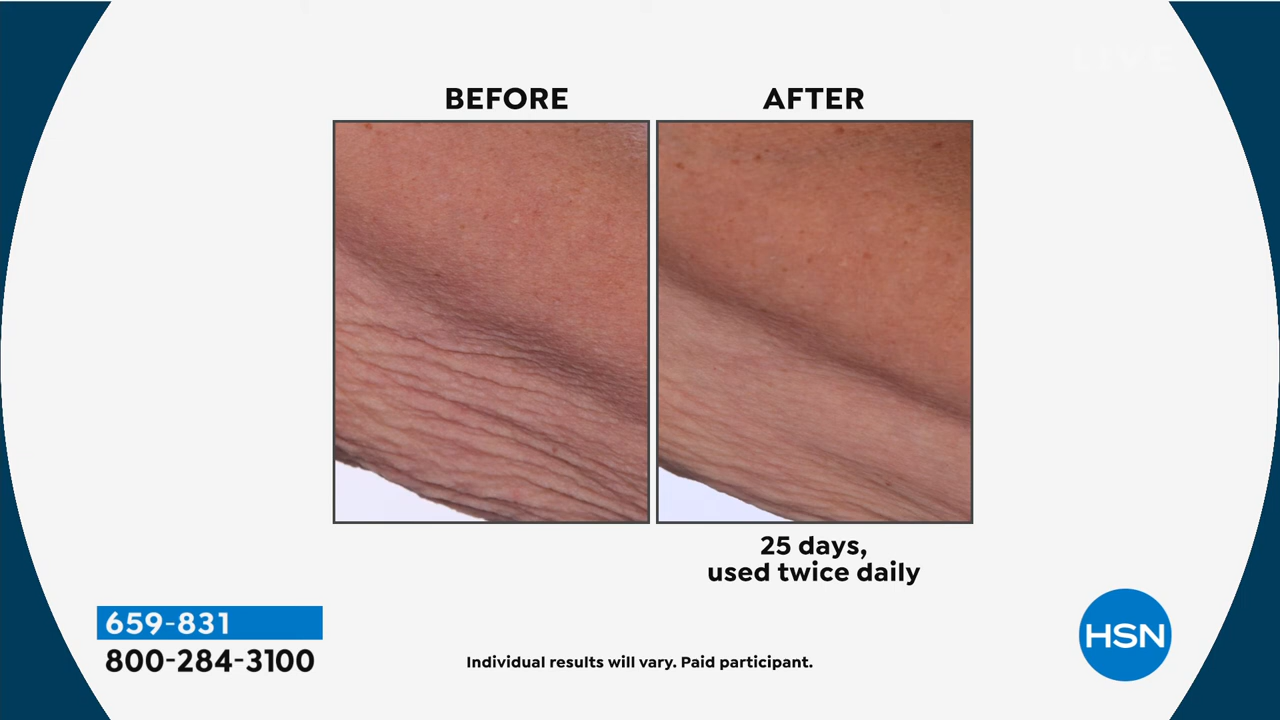 BEFORE
AFTER
25 days,
used twice daily
659-831
800-284-3100
Individual results will vary. Paid participant.
HSN